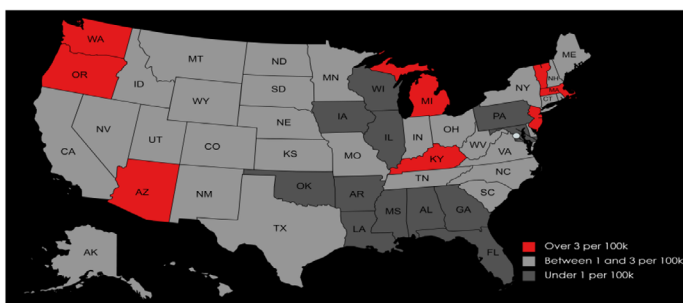 WA
MT
ND
MN
ME
OR
ID
SD
WI
MI
NY
NH
MA
CT
WY
IA
PA
NV
NE
IL
IN
OH
UT
CO
CA
KS
MO
WV
VA
KY
AZ
NM
OK
TN
NC
AR
SC
TX
MS
AL
GA
LA
FL
AK
Over 3 per 100k
Between 1 and 3 per 100k
Under 1 per 100k